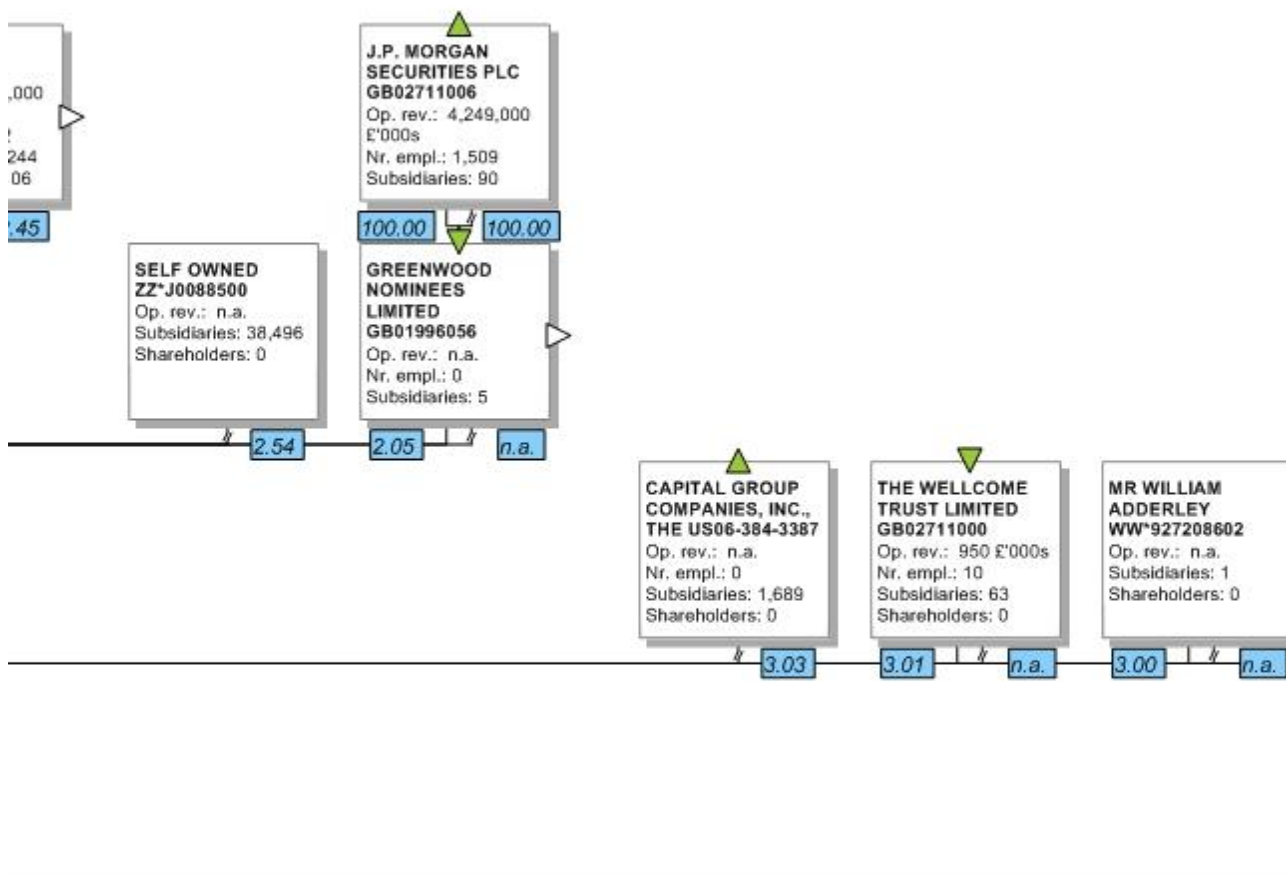 ,000
244
06
.45
J.P. MORGAN
SECURITIES PLC
GB02711006
Op. rev.: 4,249,000
£'000s
Nr. empl.: 1,509
Subsidiaries: 90
100.00
100.00
SELF OWNED
ZZ*J0088500
Op. rev.: n.a.
Subsidiaries: 38,496
Shareholders: 0
GREENWOOD
NOMINEES
LIMITED
GB01996056
Op. rev.: n.a.
Nr. empl.: 0
Subsidiaries: 5
2.54
2.05
n.a.
CAPITAL GROUP
COMPANIES, INC.,
THE US06-384-3387
Op. rev.: n.a.
Nr. empl.: 0
Subsidiaries: 1,689
Shareholders: 0
THE WELLCOME
TRUST LIMITED
GB02711000
Op. rev.: 950 £'000s
Nr. empl.: 10
Subsidiaries: 63
Shareholders: 0
MR WILLIAM
ADDERLEY
WW*927208602
Op. rev.: n.a.
Subsidiaries: 1
Shareholders: 0
3.03
3.01
n.a.
3.00
n.a.